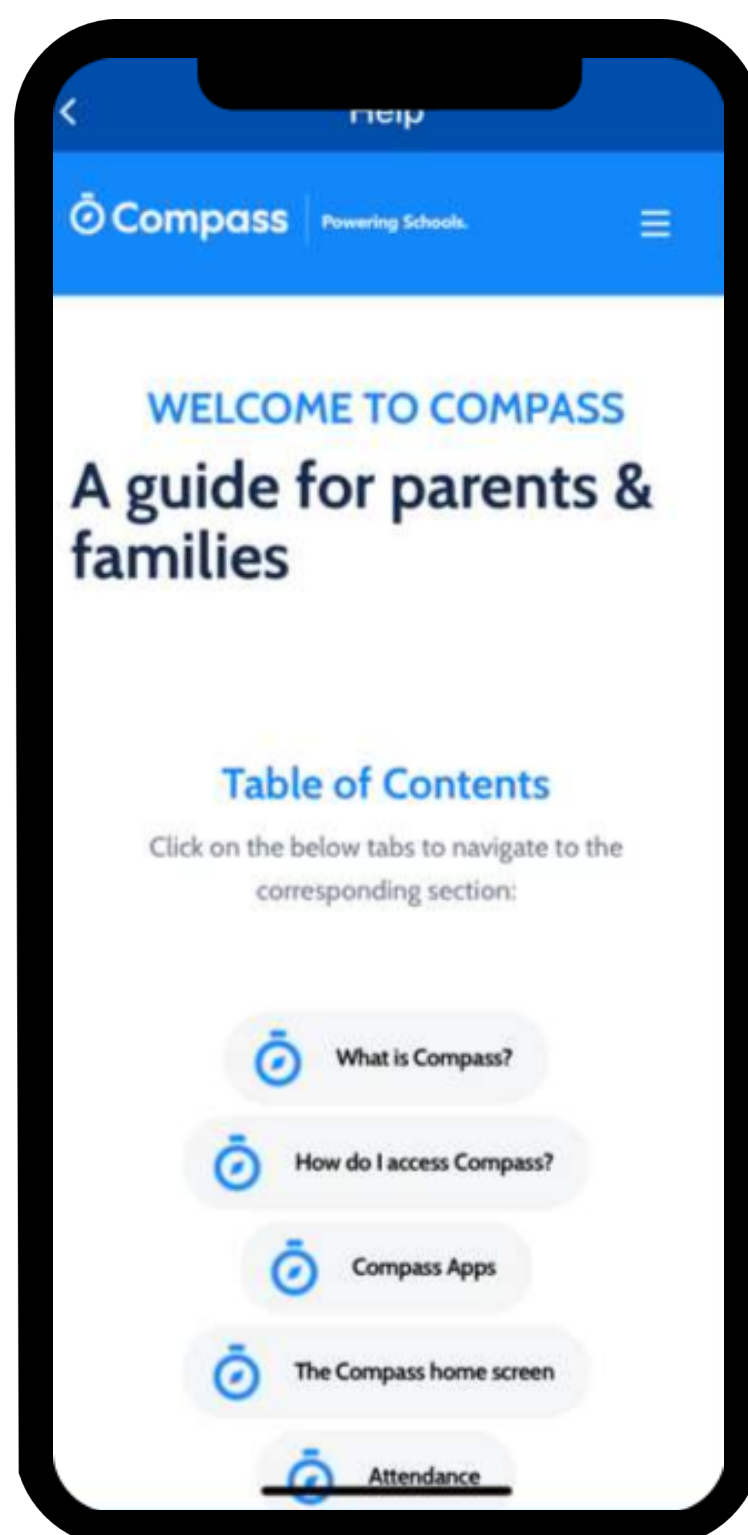 Help
Compass
Powering Schools.
WELCOME TO COMPASS
A guide for parents &
families
Table of Contents
Click on the below tabs to navigate to the
corresponding section:
What is Compass?
How do I access Compass?
Compass Apps
The Compass home screen
Attendance